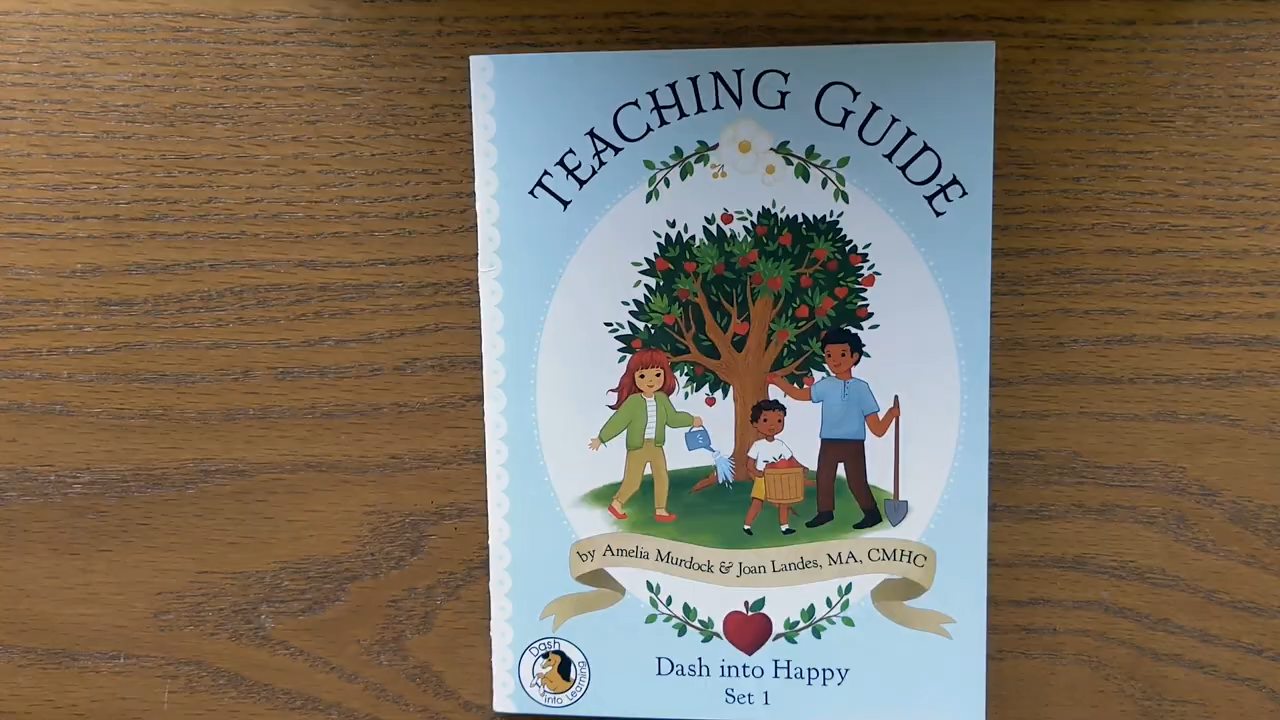 TEACHING GUIDE
by Amelia Murdock & Joan Landes, MA, CMHC
Dash into Happy
Set 1
Dash
into Learning